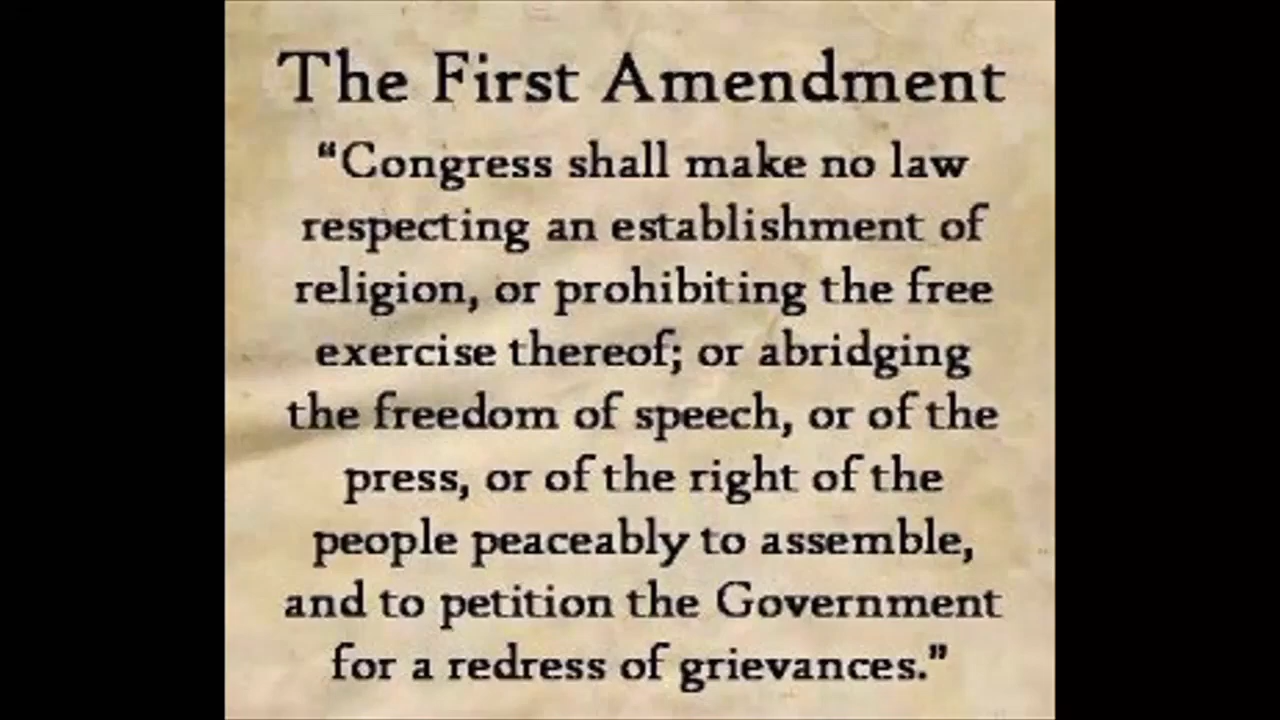 The First Amendment
“Congress shall make no law
respecting an establishment of
religion, or prohibiting the free
exercise thereof; or abridging
the freedom of speech, or of the
press, or of the right of the
people peaceably to assemble,
and to petition the Government
for a redress of grievances.”